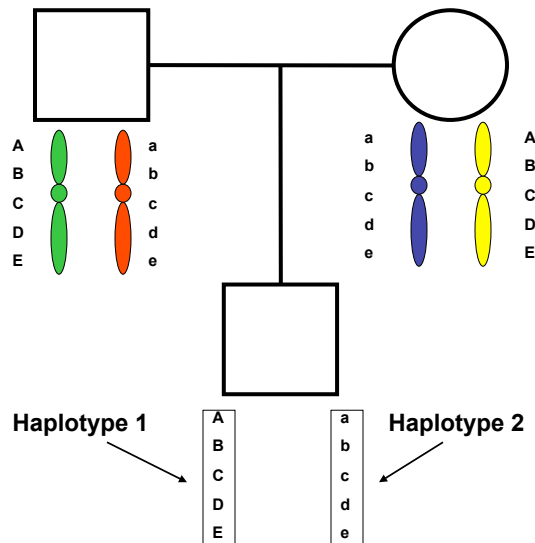 A a a A
B b b B
C c c C
D d d D
E e e E
Haplotype 1 A a Haplotype 2
B b
C c
D d
E e